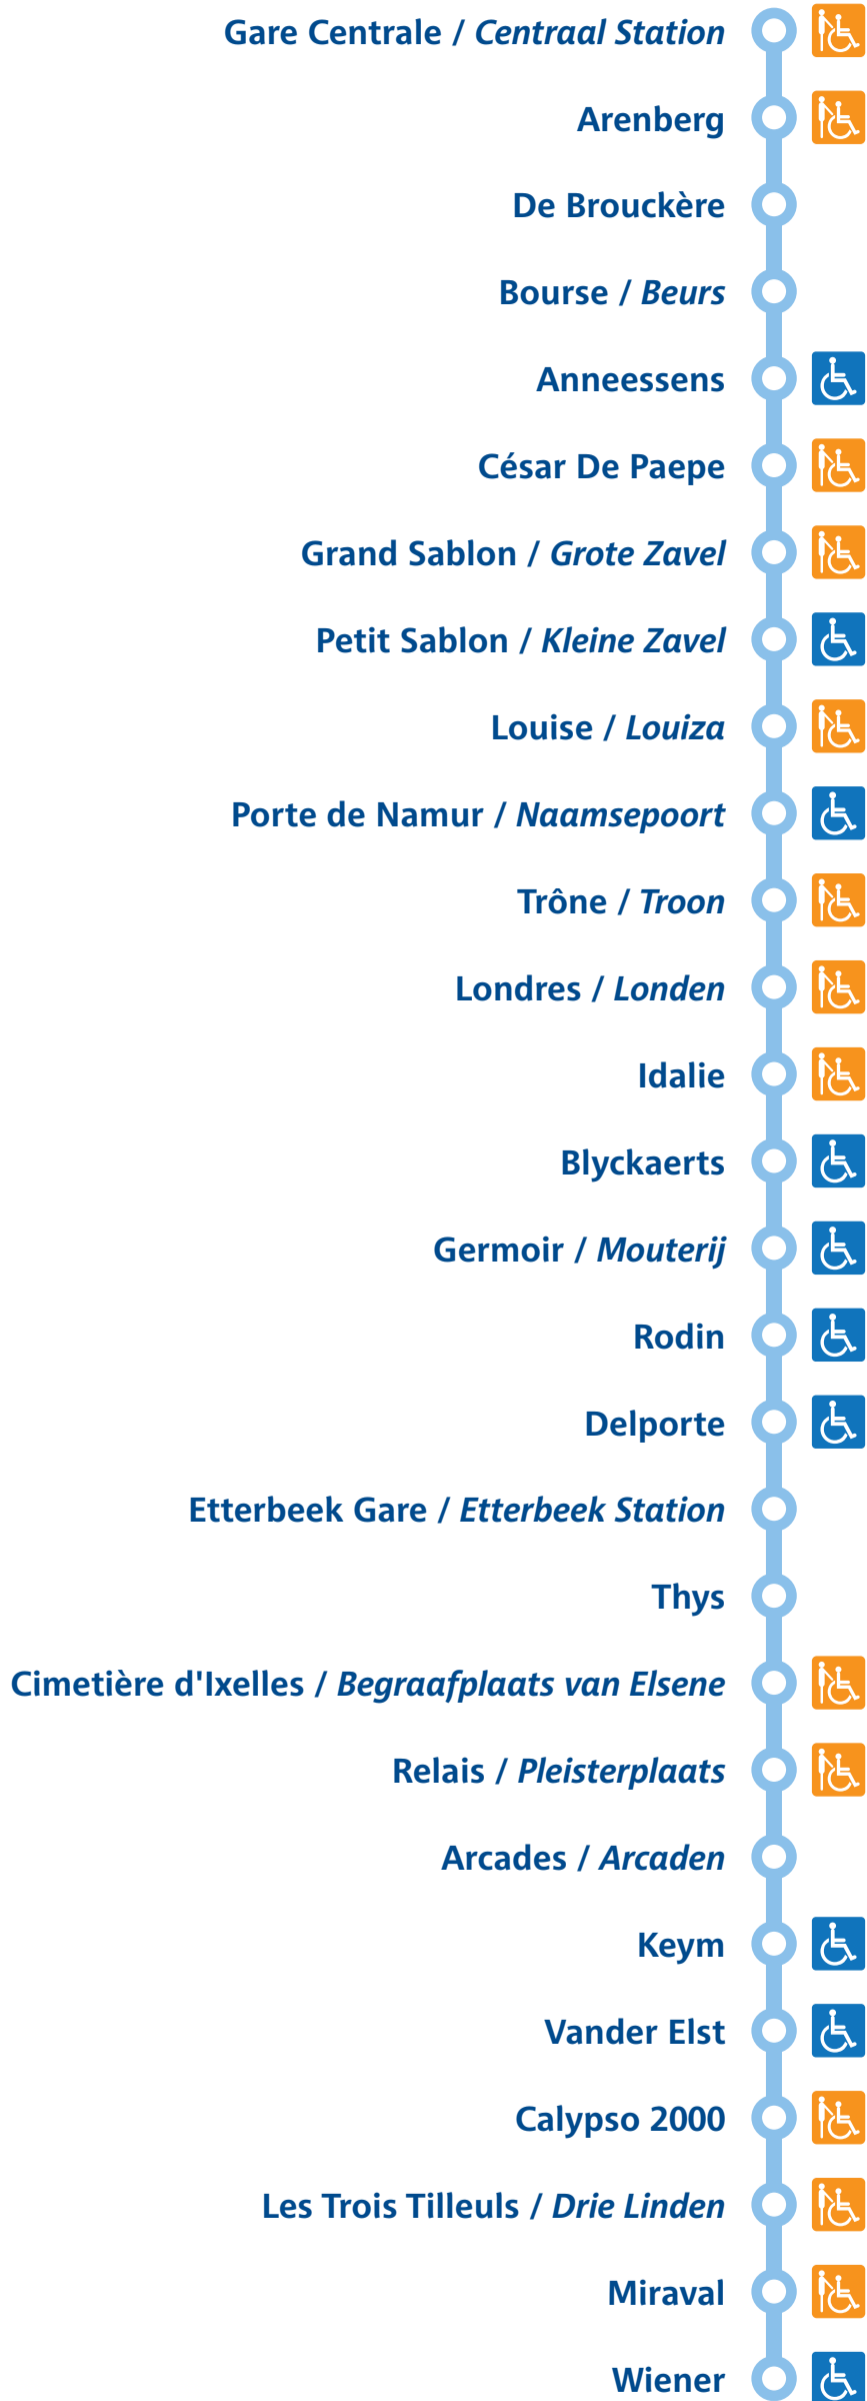 Gare Centrale / Centraal Station
Arenberg
De Brouckère
Bourse / Beurs
Anneessens
César De Paepe
Grand Sablon / Grote Zavel
Petit Sablon / Kleine Zavel
Louise / Louiza
Porte de Namur / Naamsepoort
Trône / Troon
Londres / Londen
Idalie
Blyckaerts
Germoir / Mouterij
Rodin
Delporte
Etterbeek Gare / Etterbeek Station
Thys
Cimetière d'Ixelles / Begraafplaats van Elsene
Relais / Pleisterplaats
Arcades / Arcaden
Keym
Vander Elst
Calypso 2000
Les Trois Tilleuls / Drie Linden
Miraval
Wiener